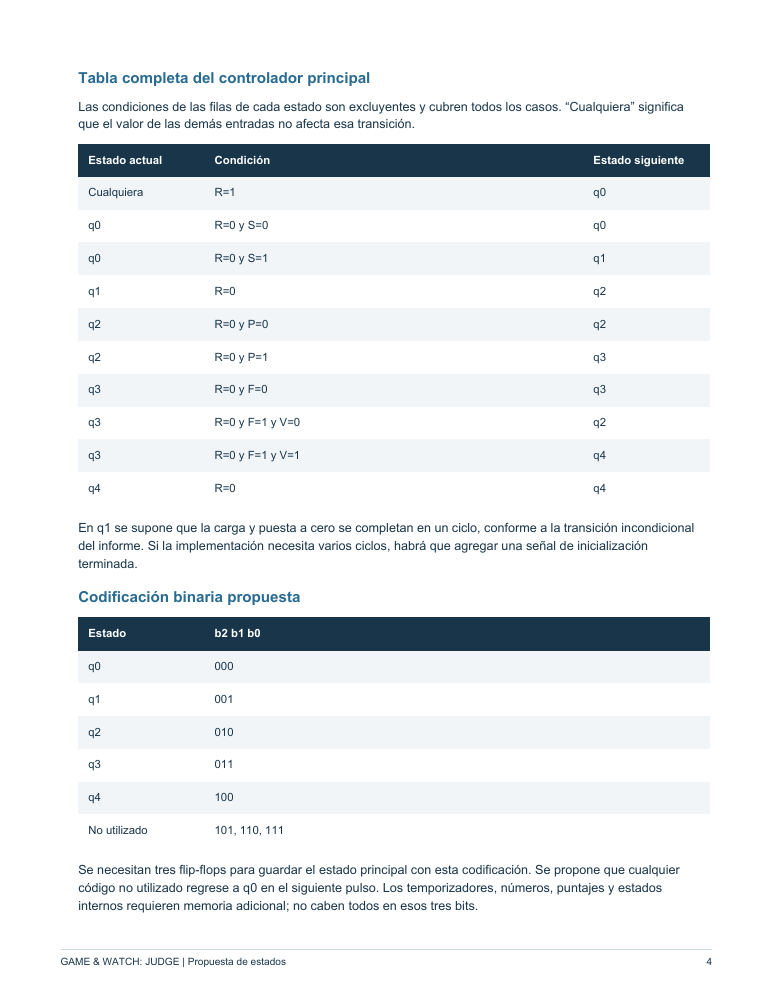 Tabla completa del controlador principal
Las condiciones de las filas de cada estado son excluyentes y cubren todos los casos. “Cualquiera” significa
que el valor de las demás entradas no afecta esa transición.
Estado actual Condición Estado siguiente
Cualquiera R=1 q0
q0 R=0 y S=0 q0
q0 R=0 y S=1 q1
q1 R=0 q2
q2 R=0 y P=0 q2
q2 R=0 y P=1 q3
q3 R=0 y F=0 q3
q3 R=0 y F=1 y V=0 q2
q3 R=0 y F=1 y V=1 q4
q4 R=0 q4
En q1 se supone que la carga y puesta a cero se completan en un ciclo, conforme a la transición incondicional
del informe. Si la implementación necesita varios ciclos, habrá que agregar una señal de inicialización
terminada.
Codificación binaria propuesta
Estado b2 b1 b0
q0 000
q1 001
q2 010
q3 011
q4 100
No utilizado 101, 110, 111
Se necesitan tres flip-flops para guardar el estado principal con esta codificación. Se propone que cualquier
código no utilizado regrese a q0 en el siguiente pulso. Los temporizadores, números, puntajes y estados
internos requieren memoria adicional; no caben todos en esos tres bits.
GAME & WATCH: JUDGE | Propuesta de estados 4